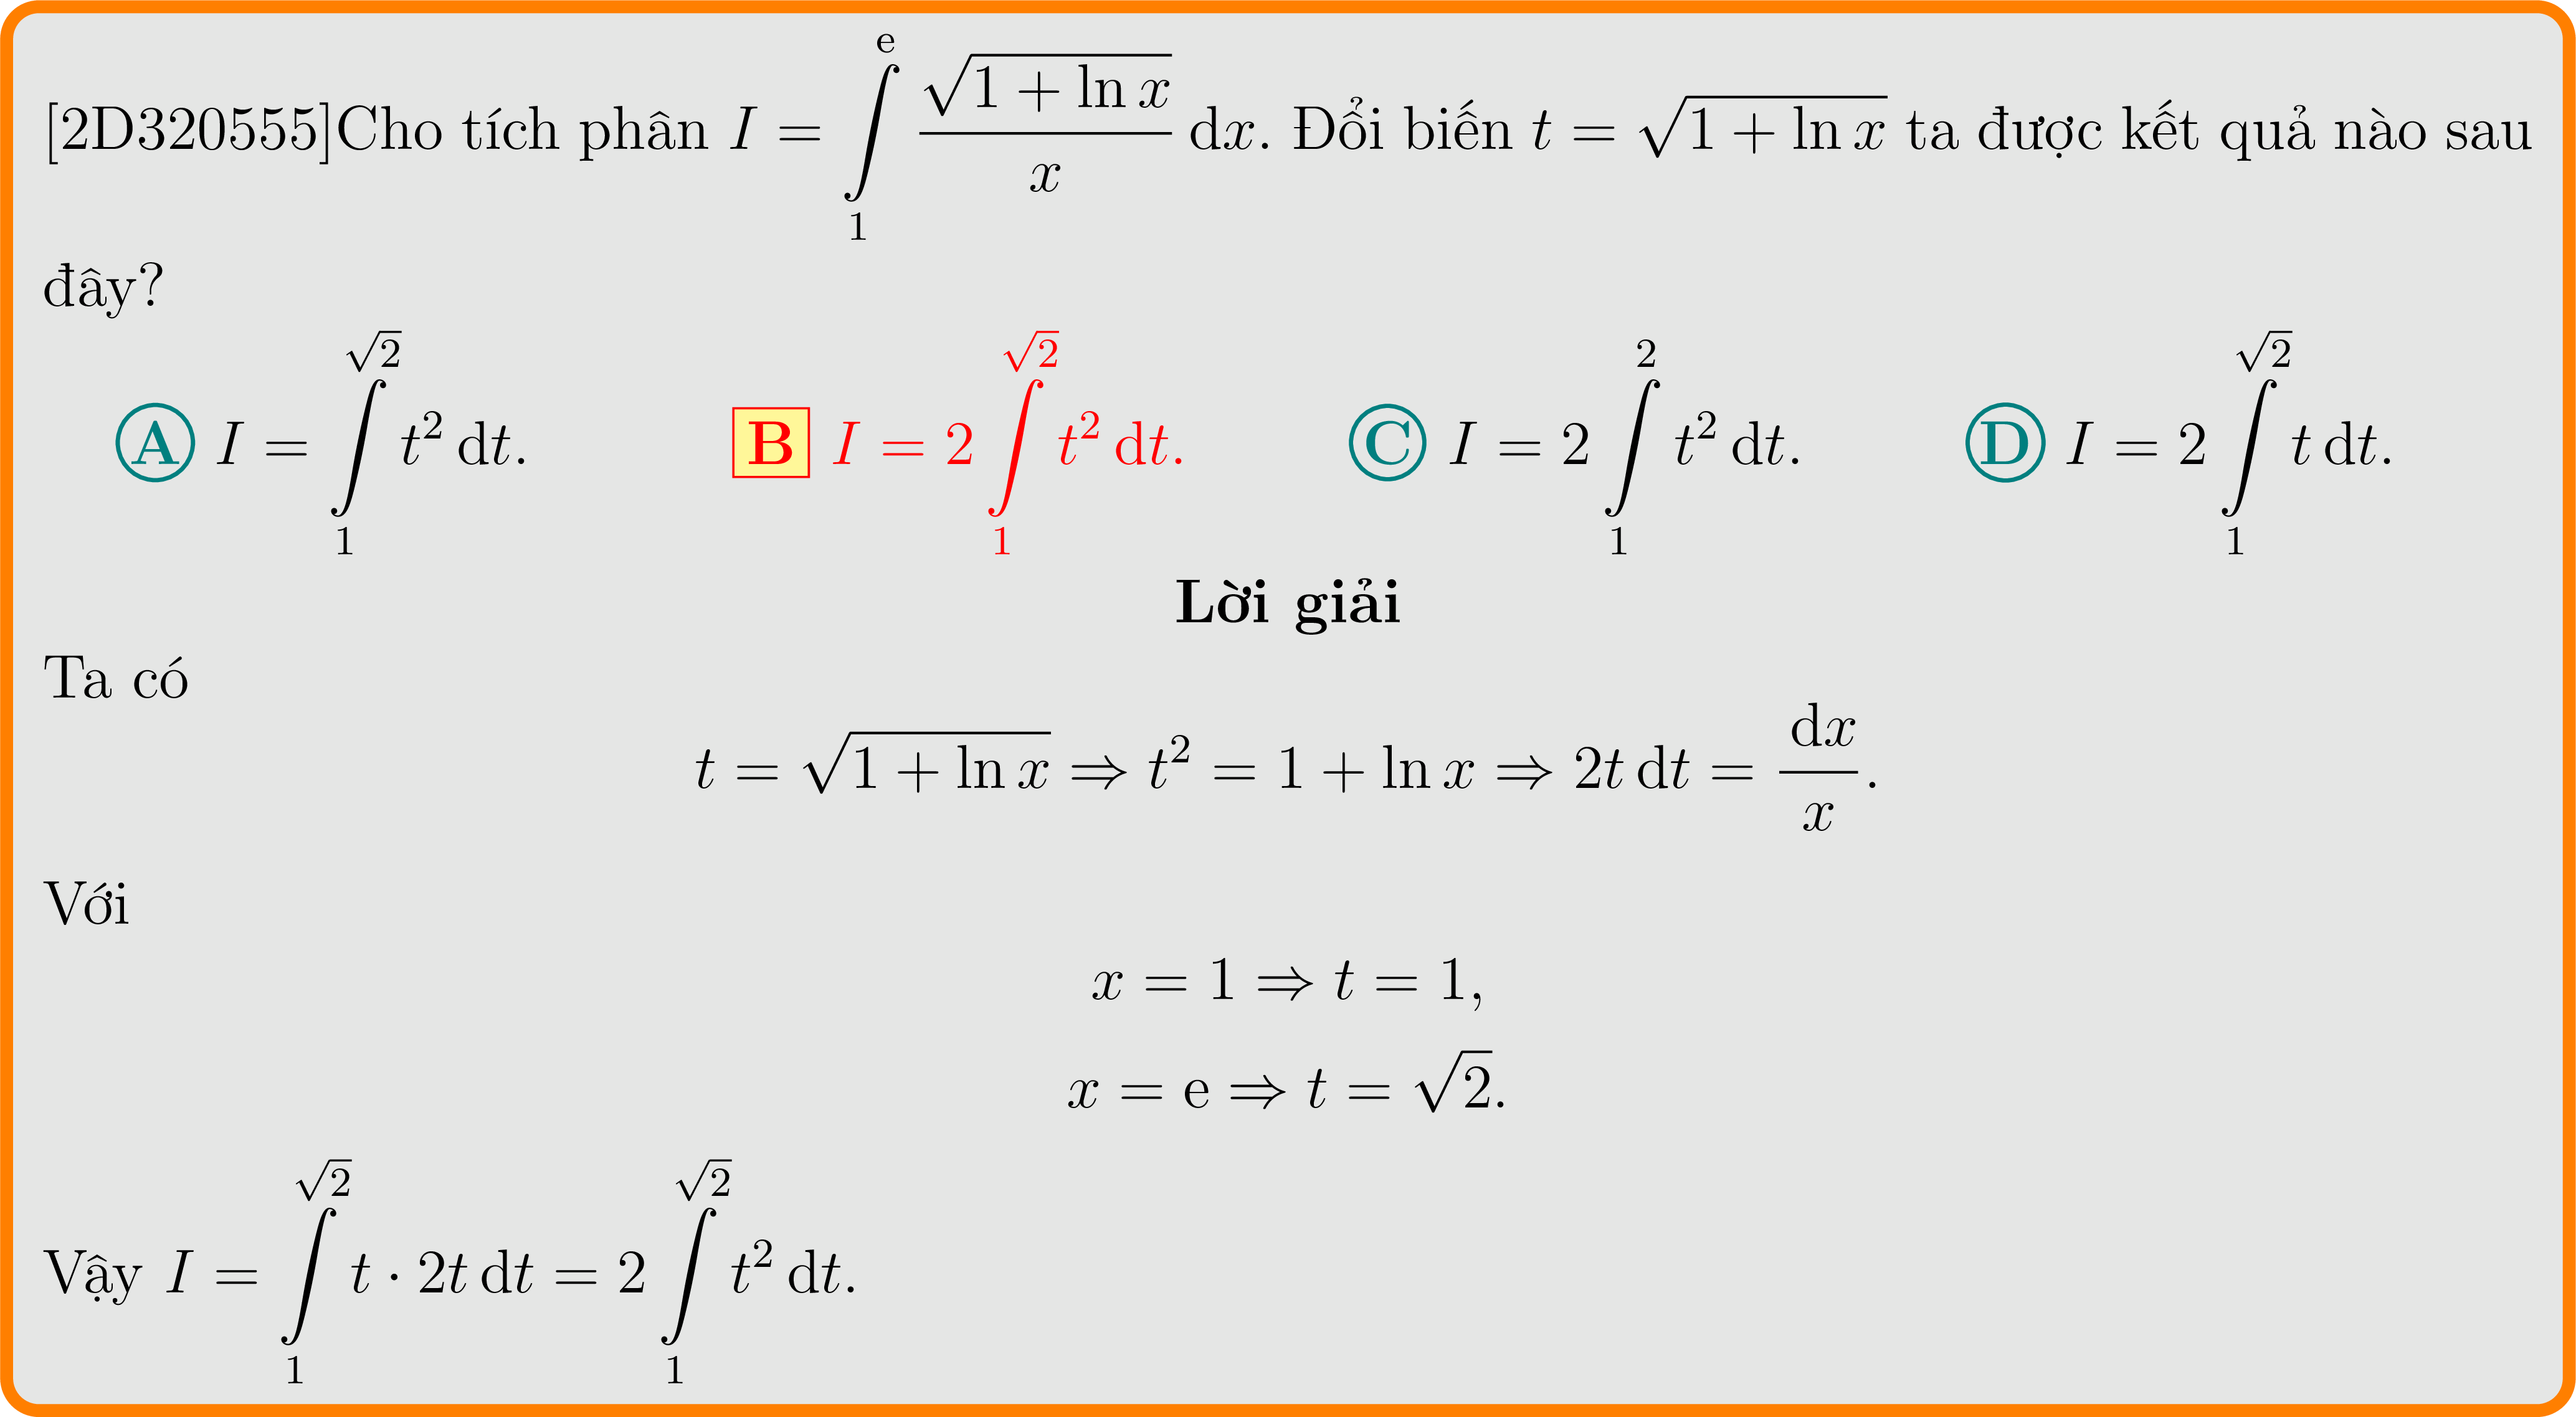 [2D320555]Cho tích phân $I = \int\limits_1^{\mathrm{e}} \frac{\sqrt{1 + \ln x}}{x}\,\mathrm{d}x$. Đổi biến $t = \sqrt{1 + \ln x}$ ta được kết quả nào sau
đây?
A $I = \int\limits_1^{\sqrt{2}} t^2\,\mathrm{d}t$. B $I = 2\int\limits_1^{\sqrt{2}} t^2\,\mathrm{d}t$. C $I = 2\int\limits_1^{2} t^2\,\mathrm{d}t$. D $I = 2\int\limits_1^{\sqrt{2}} t\,\mathrm{d}t$.
Lời giải
Ta có
$t = \sqrt{1 + \ln x} \Rightarrow t^2 = 1 + \ln x \Rightarrow 2t\,\mathrm{d}t = \frac{\mathrm{d}x}{x}.$
Với
$x = 1 \Rightarrow t = 1,$
$x = \mathrm{e} \Rightarrow t = \sqrt{2}.$
Vậy $I = \int\limits_1^{\sqrt{2}} t \cdot 2t\,\mathrm{d}t = 2\int\limits_1^{\sqrt{2}} t^2\,\mathrm{d}t$.